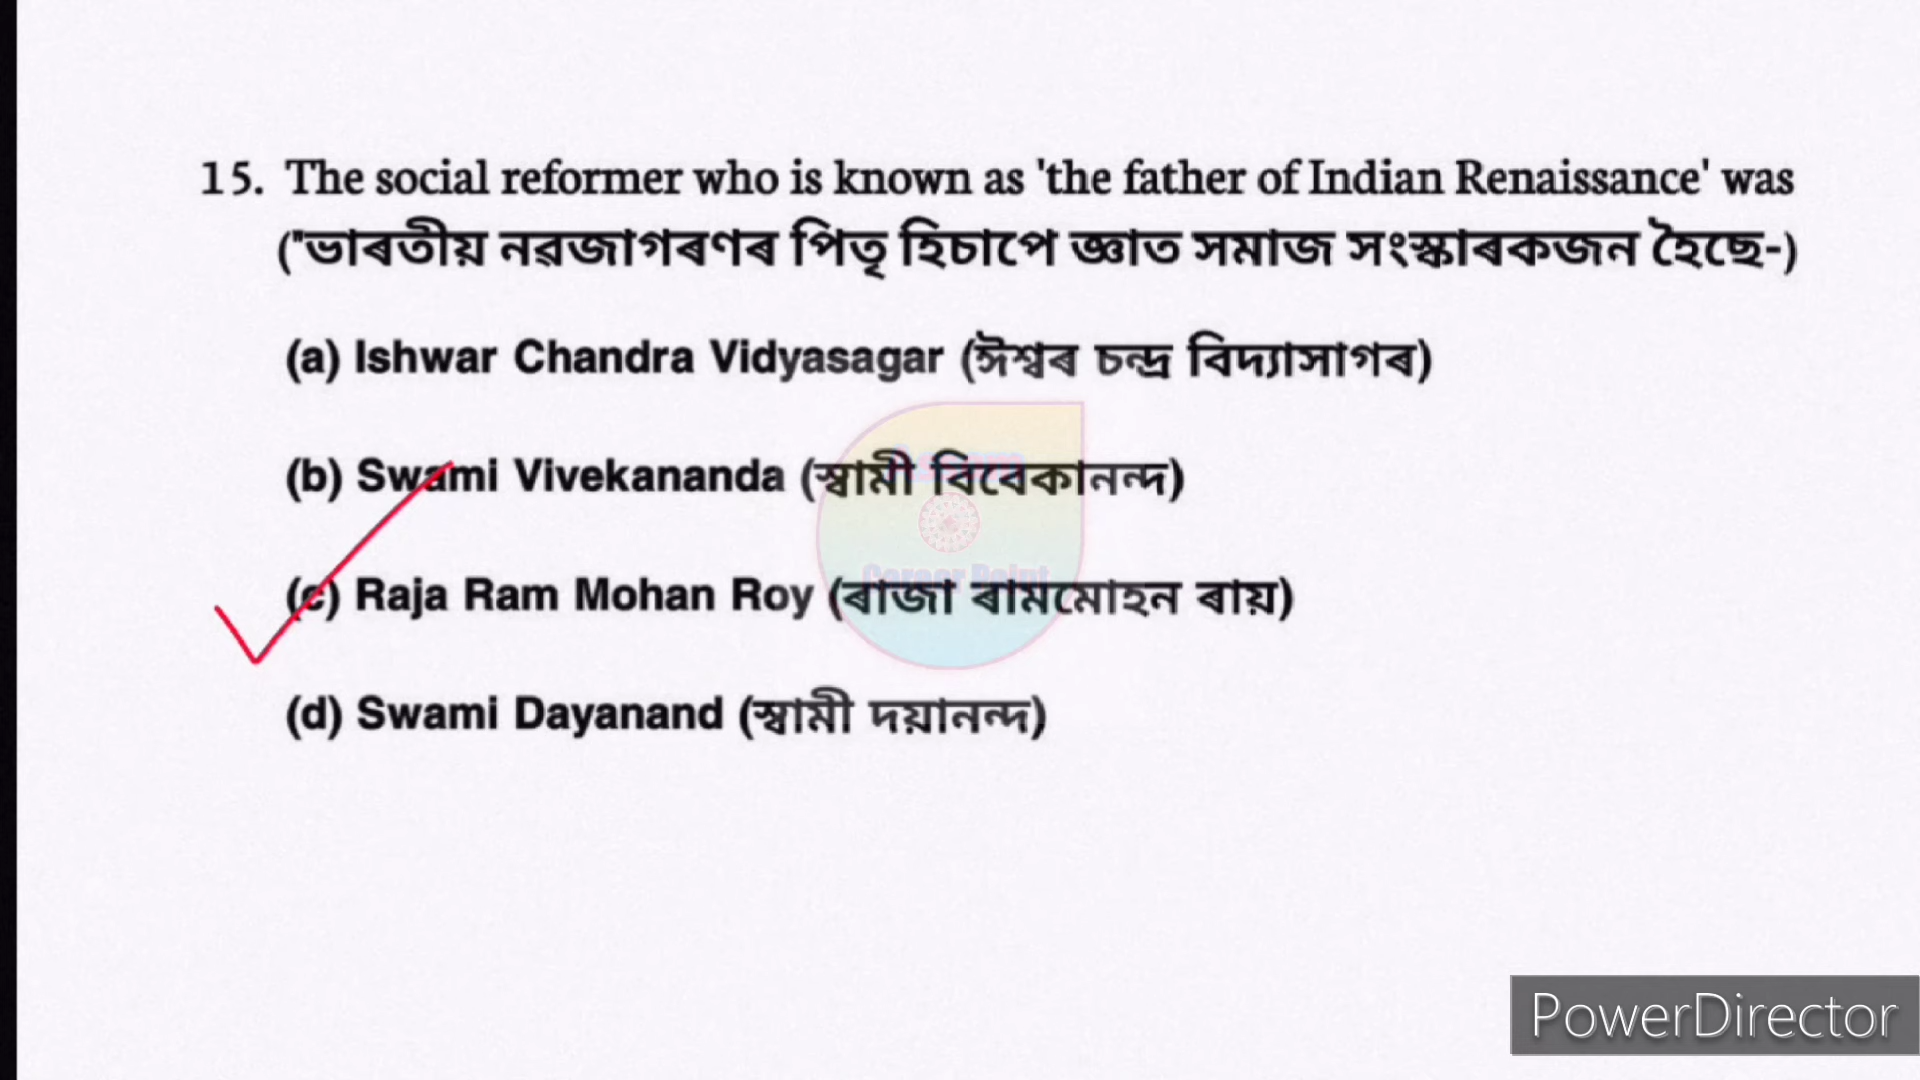 15. The social reformer who is known as 'the father of Indian Renaissance' was
("ভাৰতীয় নৱজাগৰণৰ পিতৃ হিচাপে জ্ঞাত সমাজ সংস্কাৰকজন হৈছে-)
(a) Ishwar Chandra Vidyasagar (ঈশ্বৰ চন্দ্ৰ বিদ্যাসাগৰ)
(b) Swami Vivekananda (স্বামী বিবেকানন্দ)
(c) Raja Ram Mohan Roy (ৰাজা ৰামমোহন ৰায়)
Career Point
(d) Swami Dayanand (স্বামী দয়ানন্দ)
PowerDirector